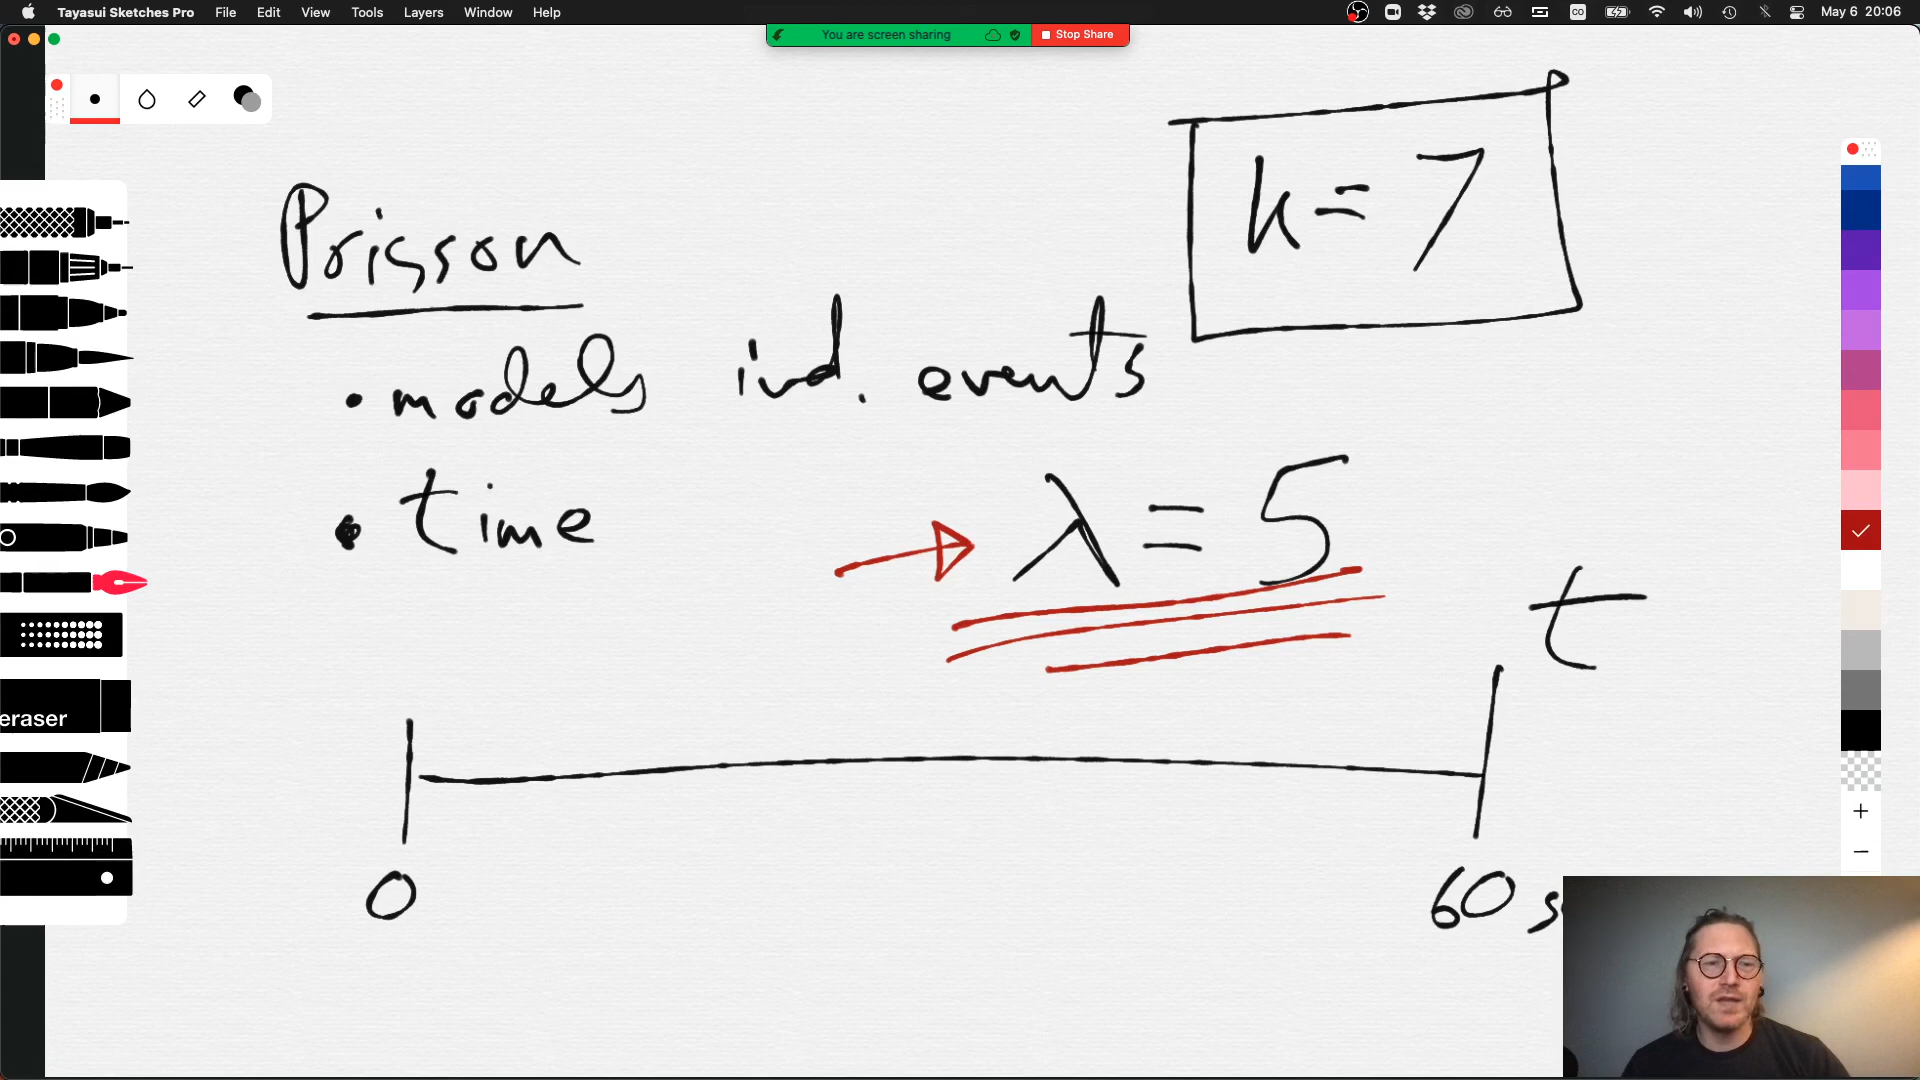 Tayasui Sketches Pro File Edit View Tools Layers Window Help
May 6 20:06
You are screen sharing Stop Share
k = 7
Poisson
• models ind. events
• time
λ = 5
t
eraser
0
60 s